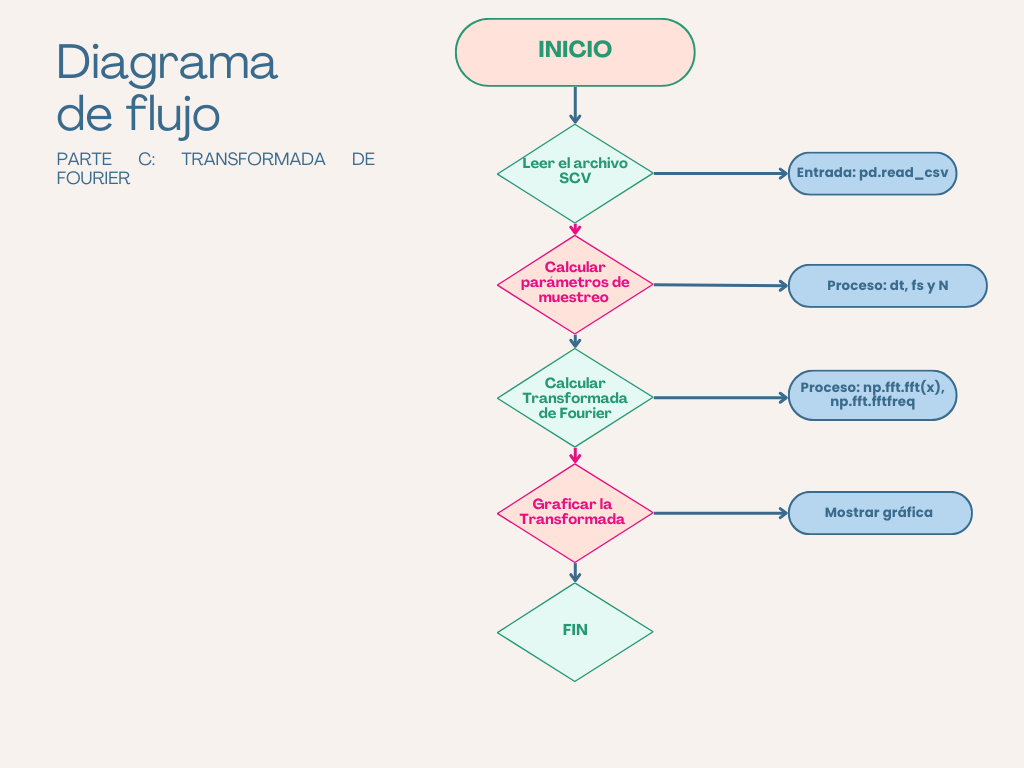 Diagrama
de flujo
PARTE C: TRANSFORMADA DE
FOURIER
INICIO
Leer el archivo
SCV
Entrada: pd.read_csv
Calcular
parámetros de
muestreo
Proceso: dt, fs y N
Calcular
Transformada
de Fourier
Proceso: np.fft.fft(x),
np.fft.fftfreq
Graficar la
Transformada
Mostrar gráfica
FIN